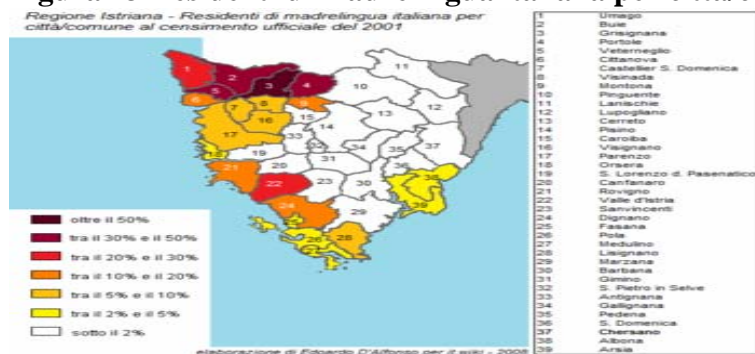 Regione Istriana - Residenti di madrelingua italiana per
città/comune al censimento ufficiale del 2001
1 Umago
2 Buie
3 Grisignana
4 Portole
5 Verteneglio
6 Cittanova
7 Castellier S. Domenica
8 Visinada
9 Montona
10 Pinguente
11 Lanischie
12 Lupogliano
13 Cerreto
14 Pisino
15 Caroiba
16 Visignano
17 Parenzo
18 Orsera
19 S. Lorenzo d. Pasenatico
20 Canfanaro
21 Rovigno
22 Valle d'Istria
23 Sanvincenti
24 Dignano
25 Fasana
26 Pola
27 Medulino
28 Lisignano
29 Marzana
30 Barbana
31 Gimino
32 S. Pietro in Selve
33 Antignana
34 Gallignana
35 Pedena
36 S. Domenica
37 Chersano
38 Albona
39 Arsia
oltre il 50%
tra il 30% e il 50%
tra il 20% e il 30%
tra il 10% e il 20%
tra il 5% e il 10%
tra il 2% e il 5%
sotto il 2%
elaborazione di Edoardo D'Alfonso per it.wiki - 2008